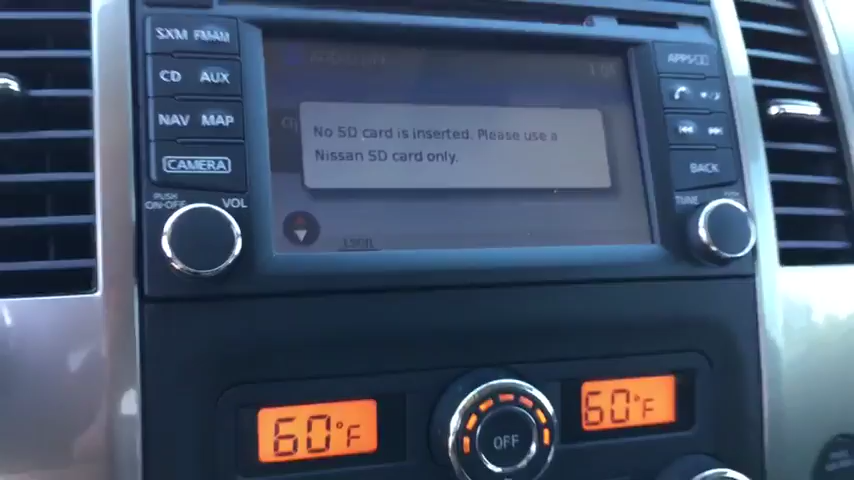 SXM FM·AM
CD AUX
NAV MAP
CAMERA
PUSH
ON·OFF
VOL
No SD card is inserted. Please use a
Nissan SD card only.
APPS
BACK
TUNE
PUSH
60°F
OFF
60°F